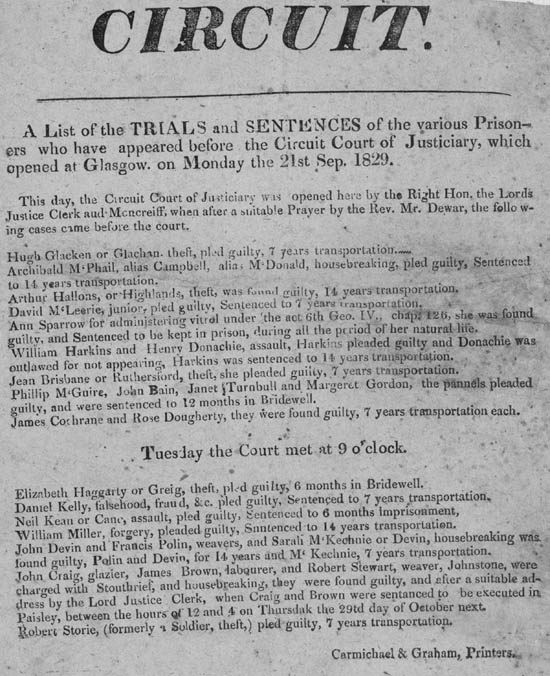 CIRCUIT.
A List of the TRIALS and SENTENCES of the various Prison-
ers who have appeared before the Circuit Court of Justiciary, which
opened at Glasgow. on Monday the 21st Sep. 1829.
This day, the Circuit Court of Justiciary was opened here by the Right Hon. the Lords
Justice Clerk aud Moncreiff, when after a suitable Prayer by the Rev. Mr. Dewar, the follow-
ing cases came before the court.
Hugh Glacken or Glachan. theft, pled guilty, 7 years transportation.....
Archibald M'Phail, alias Campbell, alias M'Donald, housebreaking, pled guilty, Sentenced
to 14 years transportation.
Arthur Hallons, or Highlands, theft, was found guilty, 14 years transportation.
David M'Leerie, junior, pled guilty, Sentenced to 7 years transportation.
Ann Sparrow for administering vitrol under the act 6th Geo. IV., chap. 126, she was found
guilty, and Sentenced to be kept in prison, during all the period of her natural life.
William Harkins and Henry Donachie, assault, Harkins pleaded guilty and Donachie was
outlawed for not appearing, Harkins was sentenced to 14 years transportation.
Jean Brisbane or Rutherford, theft, she pleaded guilty, 7 years transportation.
Phillip M'Guire, John Bain, Janet Turnbull and Margeret Gordon, the pannels pleaded
guilty, and were sentenced to 12 months in Bridewell.
James Cochrane and Rose Dougherty, they were found guilty, 7 years transportation each.
Tuesday the Court met at 9 o'clock.
Elizabeth Haggarty or Greig, theft, pled guilty, 6 months in Bridewell.
Daniel Kelly, falsehood, fraud, &c. pled guilty, Sentenced to 7 years transportation,
Neil Kean or Cane, assault, pled guilty, Sentenced to 6 months imprisonment,
William Miller, forgery, pleaded guilty, Snntenced to 14 years transportation.
John Devin and Francis Polin, weavers, and Sarah M'Kechnie or Devin, housebreaking was
found guilty, Polin and Devin, for 14 years and M'Kechnie, 7 years transportation.
John Craig, glazier, James Brown, labourer, and Robert Stewart, weaver, Johnstone, were
charged with Stouthrief, and housebreaking, they were found guilty, and after a suitable ad-
dress by the Lord Justice Clerk, when Craig and Brown were sentanced to be executed in
Paisley, between the hours of 12 and 4 on Thursdak the 29td day of October next.
Robert Storie, (formerly a Soldier, theft,) pled guilty, 7 years transportation.
Carmichael & Graham, Printers.